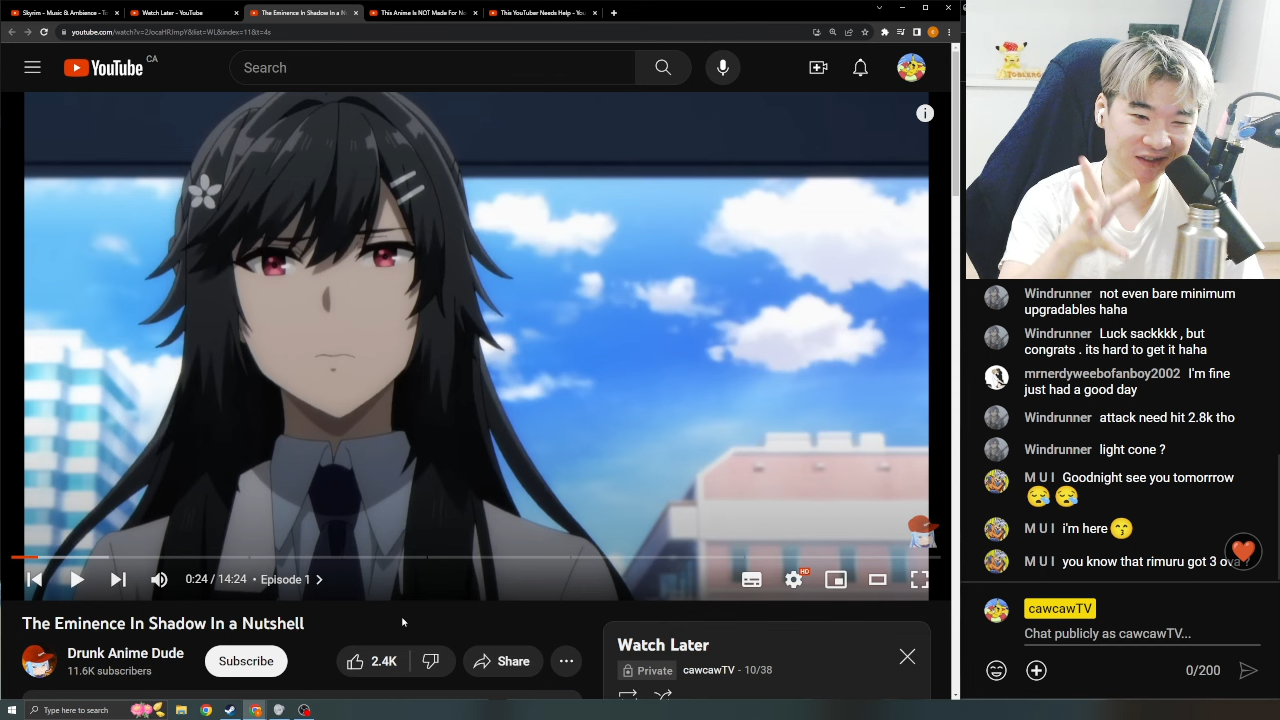 Skyrim - Music & Ambience - T
Watch Later - YouTube
The Eminence In Shadow In a N
This Anime Is NOT Made For N
This YouTuber Needs Help - Yo
youtube.com/watch?v=2JocaHRJmpY&list=WL&index=11&t=4s
YouTube CA
Search
0:24 / 14:24 • Episode 1
HD
The Eminence In Shadow In a Nutshell
Drunk Anime Dude
11.6K subscribers
Subscribe
2.4K
Share
Watch Later
Private
cawcawTV - 10/38
Type here to search
Windrunner not even bare minimum
upgradables haha
Windrunner Luck sackkkk , but
congrats . its hard to get it haha
mrnerdyweebofanboy2002 I'm fine
just had a good day
Windrunner attack need hit 2.8k tho
Windrunner light cone ?
M U I Goodnight see you tomorrrow
😪 😪
M U I i'm here 😙
M U I you know that rimuru got 3 ova ?
cawcawTV
Chat publicly as cawcawTV...
0/200